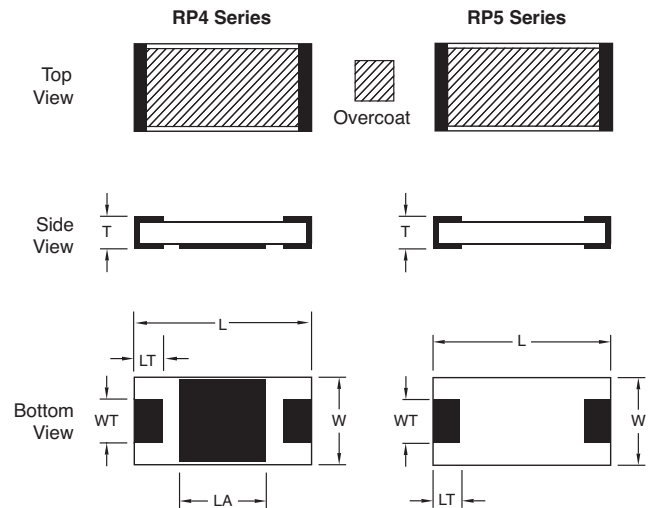 RP4 Series
RP5 Series
Top
View
Overcoat
Side
View
T
T
L
L
LT
Bottom
View
WT
W
WT
W
LA
LT